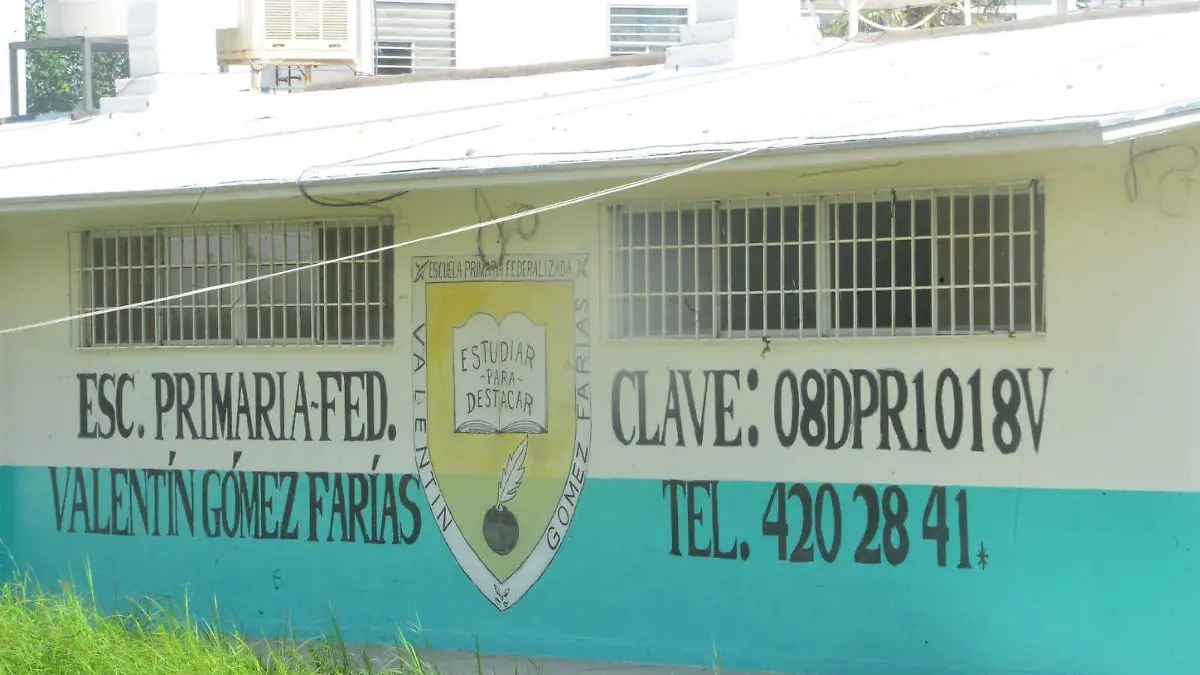 ESC. PRIMARIA-FED.
VALENTÍN GÓMEZ FARÍAS
ESCUELA PRIMARIA FEDERALIZADA
VALENTIN
GOMEZ FARIAS
ESTUDIAR
-PARA-
DESTACAR
CLAVE: 08DPR1018V
TEL. 420 28 41
E.